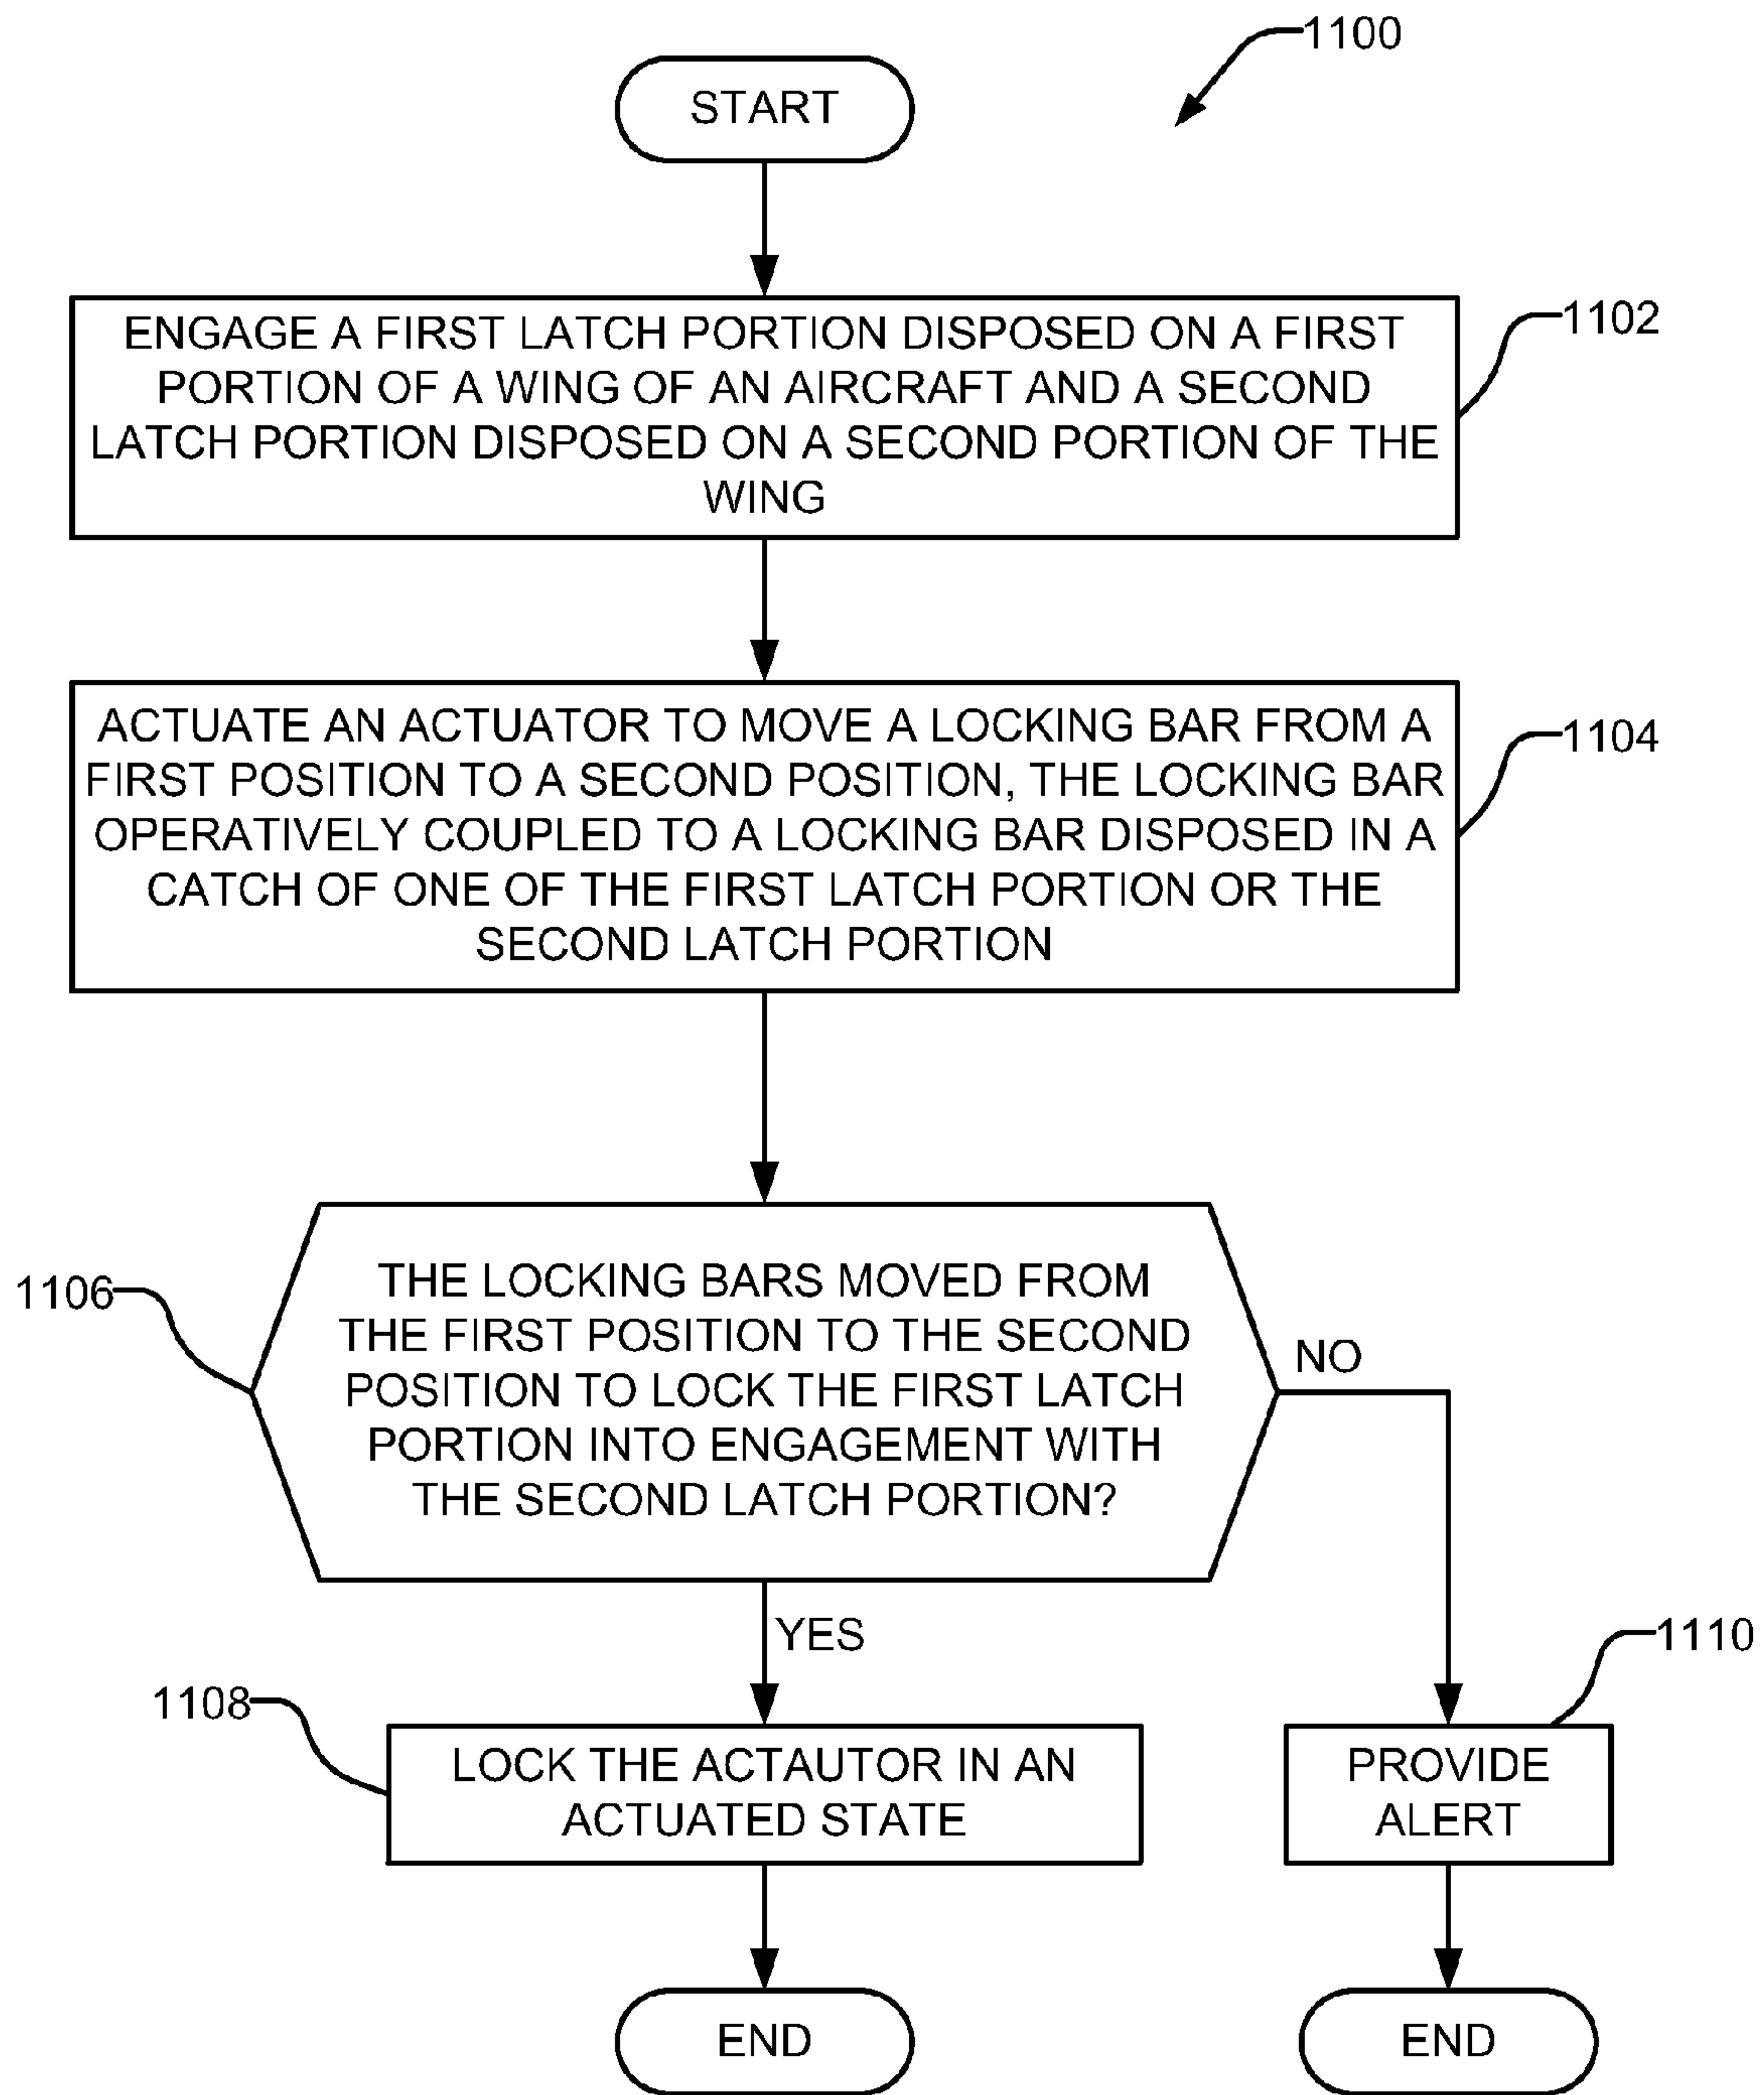 1100
START
ENGAGE A FIRST LATCH PORTION DISPOSED ON A FIRST
PORTION OF A WING OF AN AIRCRAFT AND A SECOND
LATCH PORTION DISPOSED ON A SECOND PORTION OF THE
WING
1102
ACTUATE AN ACTUATOR TO MOVE A LOCKING BAR FROM A
FIRST POSITION TO A SECOND POSITION, THE LOCKING BAR
OPERATIVELY COUPLED TO A LOCKING BAR DISPOSED IN A
CATCH OF ONE OF THE FIRST LATCH PORTION OR THE
SECOND LATCH PORTION
1104
1106
THE LOCKING BARS MOVED FROM
THE FIRST POSITION TO THE SECOND
POSITION TO LOCK THE FIRST LATCH
PORTION INTO ENGAGEMENT WITH
THE SECOND LATCH PORTION?
NO
YES
1108
LOCK THE ACTAUTOR IN AN
ACTUATED STATE
1110
PROVIDE
ALERT
END
END